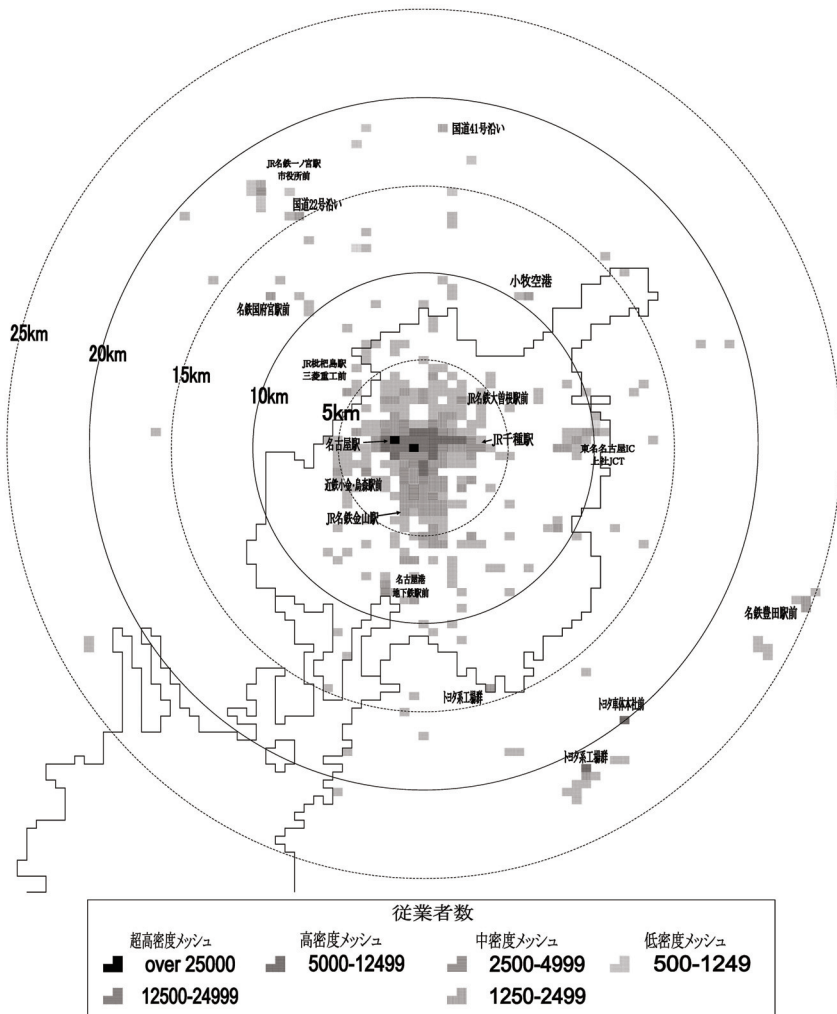 国道41号沿い
JR名鉄一ノ宮駅
市役所前
国道22号沿い
小牧空港
名鉄国府宮駅前
25km
20km
15km
10km
5km
JR枇杷島駅
三菱重工前
JR名鉄大曽根駅前
名古屋駅
JR千種駅
東名名古屋IC
上社JCT
近鉄小金・烏森駅前
JR名鉄金山駅
名古屋港
地下鉄駅前
名鉄豊田駅前
トヨタ系工場群
トヨタ車体本社前
トヨタ系工場群
従業者数
超高密度メッシュ
高密度メッシュ
中密度メッシュ
低密度メッシュ
over 25000
5000-12499
2500-4999
500-1249
12500-24999
1250-2499